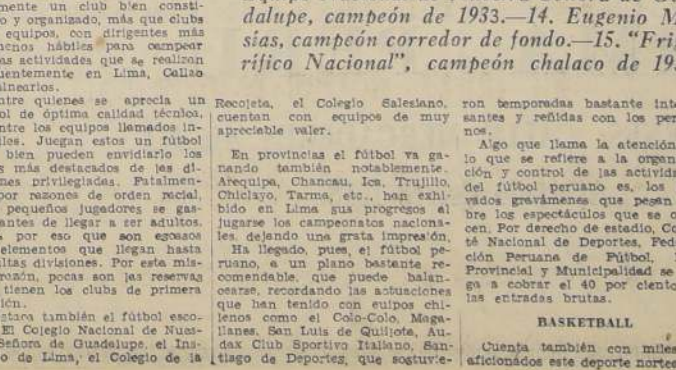 mente un club bien consti-
y organizado, más que clubs
equipos, con dirigentes más
menos hábiles para campear
as actividades que se realizan
uentemente en Lima, Callao
alnearios.
ntre quienes se aprecia un
ol de óptima calidad técnica,
ntre los equipos llamados in-
iles. Juegan estos un fútbol
bien pueden envidiarlo los
s más destacados de las di-
nes privilegiadas. Fatalmen-
por razones de orden racial,
pequeños jugadores se gas-
antes de llegar a ser adultos.
por eso que son escasos
elementos que llegan hasta
ultas divisiones. Por esta mis-
razón, pocas son las reservas
tienen los clubs de primera
ión.
stara también el fútbol esco-
El Colegio Nacional de Nues-
Señora de Guadalupe, el Ins-
o de Lima, el Colegio de la
dalupe, campeón de 1933.—14. Eugenio M
sías, campeón corredor de fondo.—15. "Frig
rífico Nacional", campeón chalaco de 19
Recoleta, el Colegio Salesiano,
cuentan con equipos de muy
apreciable valer.
En provincias el fútbol va ga-
nando también notablemente.
Arequipa, Chancau, Ica, Trujillo,
Chiclayo, Tarma, etc., han exhi-
bido en Lima sus progresos al
jugarse los campeonatos naciona-
les, dejando una grata impresión.
Ha llegado, pues, el fútbol pe-
ruano, a un plano bastante re-
comendable, que puede balan-
cearse, recordando las actuaciones
que han tenido con euipos chi-
lenos como el Colo-Colo, Maga-
llanes, San Luis de Quillota, Au-
dax Club Sportivo Italiano, San-
tiago de Deportes, que sostuvie-
ron temporadas bastante inte
santes y reñidas con los per
nos.
Algo que llama la atención
lo que se refiere a la organ
ción y control de las activida
del fútbol peruano es, los
vados gravámenes que pesan
bre los espectáculos que se o
cen. Por derecho de estadio, Co
té Nacional de Deportes, Fede
ción Peruana de Fútbol, L
Provincial y Municipalidad se
ga a cobrar el 40 por ciento
las entradas brutas.
BASKETBALL
Cuenta también con miles
aficionados este deporte nortea